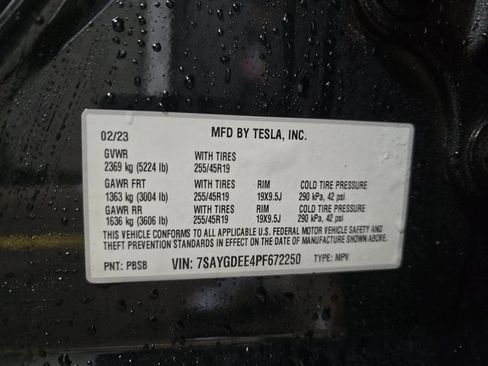 02/23 MFD BY TESLA, INC.
GVWR WITH TIRES
2369 kg (5224 lb) 255/45R19
GAWR FRT WITH TIRES RIM COLD TIRE PRESSURE
1363 kg (3004 lb) 255/45R19 19X9.5J 290 kPa, 42 psi
GAWR RR WITH TIRES RIM COLD TIRE PRESSURE
1636 kg (3606 lb) 255/45R19 19X9.5J 290 kPa, 42 psi
THIS VEHICLE CONFORMS TO ALL APPLICABLE U.S. FEDERAL MOTOR VEHICLE SAFETY AND
THEFT PREVENTION STANDARDS IN EFFECT ON THE DATE OF MANUFACTURE SHOWN ABOVE.
PNT: PBSB VIN: 7SAYGDEE4PF672250 TYPE: MPV